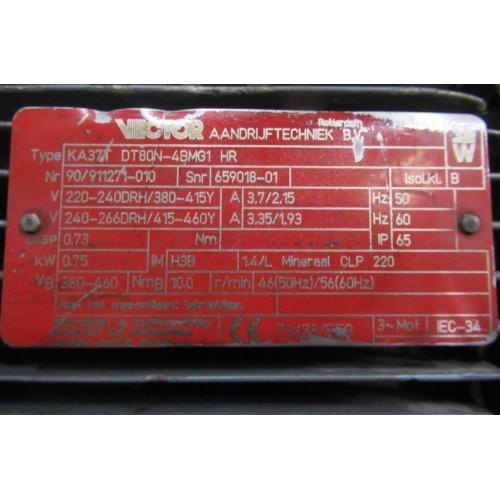 Rotterdam
VECTOR AANDRIJFTECHNIEK B.V.
Type KA37T DT80N-4BMG1 HR W
Nr 90/911271-010 Snr 659018-01 Isol.kl. B
V 220-240DRH/380-415Y A 3.7/2,15 Hz 50
V 240-266DRH/415-460Y A 3.35/1,93 Hz 60
cosφ 0.73 Nm IP 65
kW 0.75 IM H3B 1.4/L Mineraal CLP 220
VB 380-460 NmB 10.0 r/min 46(50Hz)/56(60Hz)
niet
CE 3~Mot IEC-34